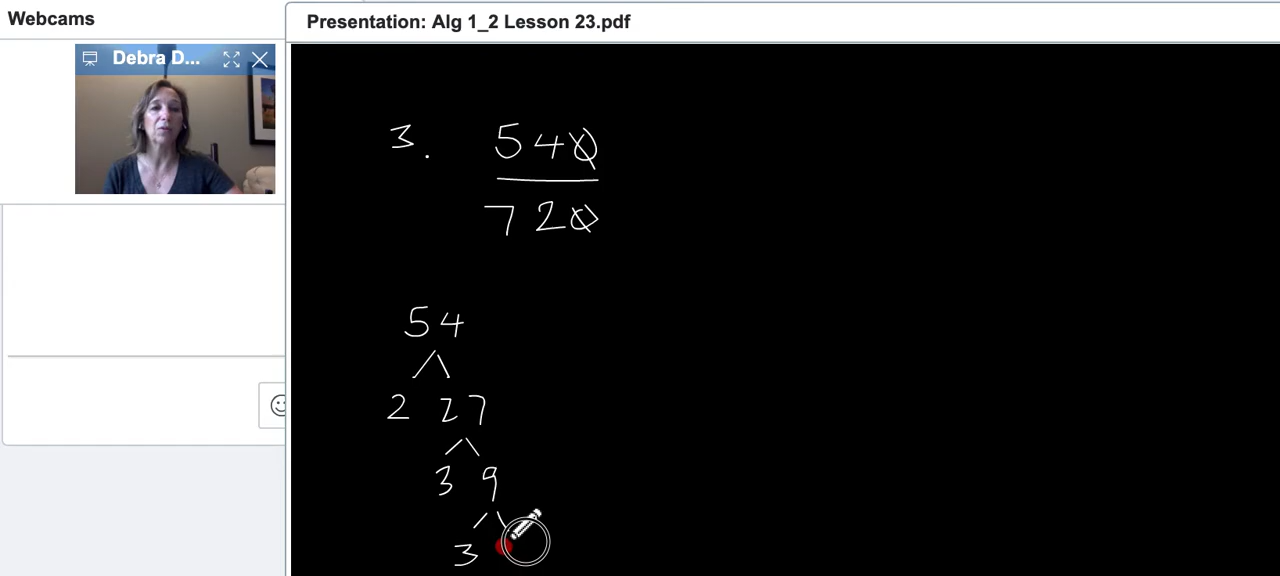 Webcams
Presentation: Alg 1_2 Lesson 23.pdf
Debra D...
3. 540
720
54
2 27
3 9
3